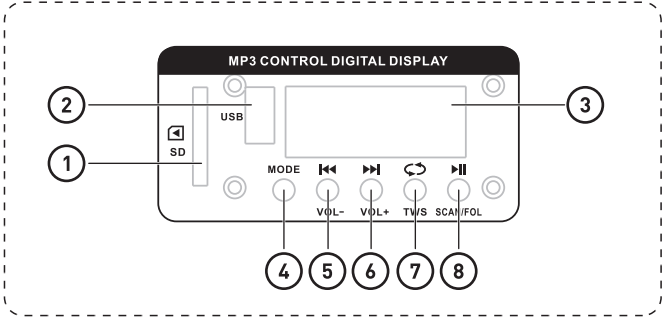 MP3 CONTROL DIGITAL DISPLAY
2
3
USB
SD
1
MODE
VOL– VOL+ TWS SCAN/FOL
4 5 6 7 8